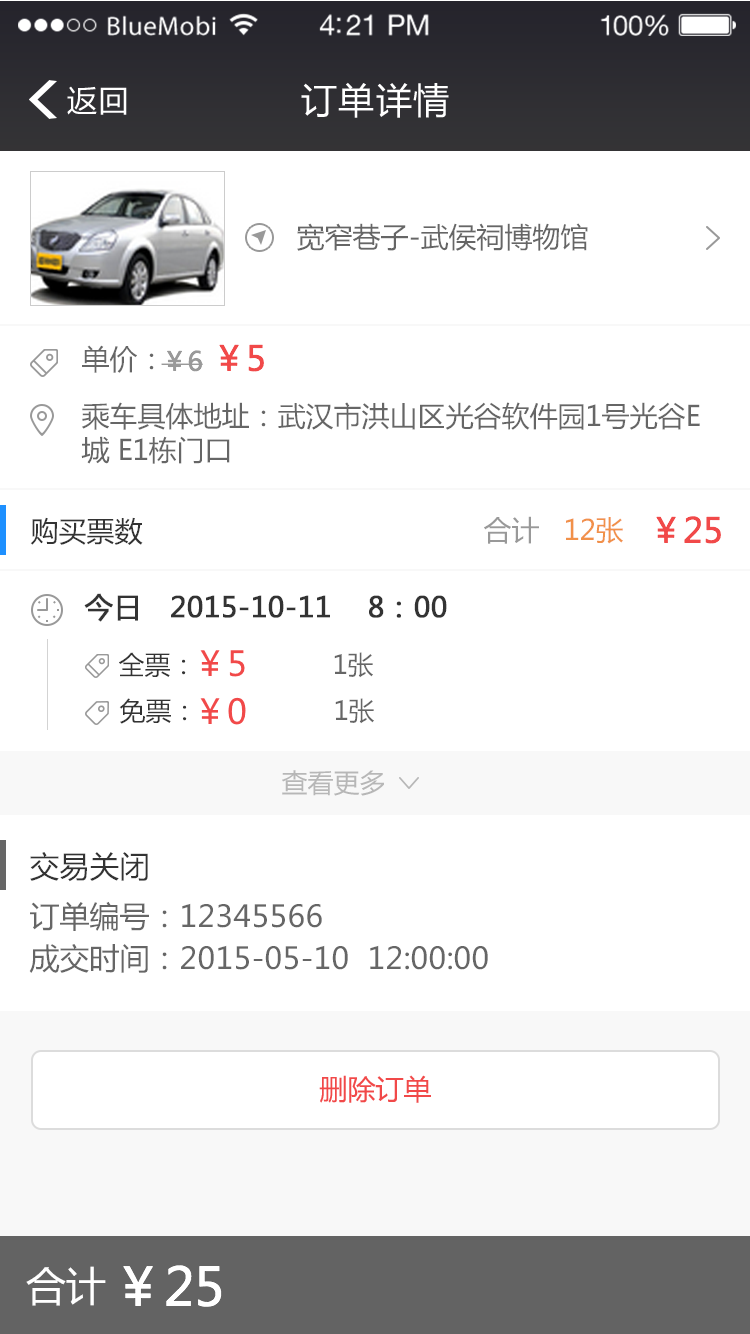 BlueMobi 4:21 PM 100%
返回 订单详情
宽窄巷子-武侯祠博物馆
单价：¥6 ¥5
乘车具体地址：武汉市洪山区光谷软件园1号光谷E
城 E1栋门口
购买票数 合计 12张 ¥25
今日 2015-10-11 8：00
全票：¥5 1张
免票：¥0 1张
查看更多
交易关闭
订单编号：12345566
成交时间：2015-05-10 12:00:00
删除订单
合计 ¥25